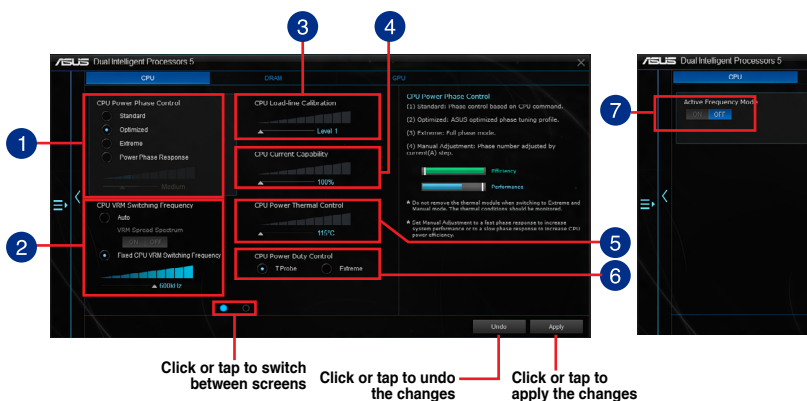 3
4
ASUS Dual Intelligent Processors 5
CPU
DRAM
GPU
1
CPU Power Phase Control
Standard
Optimized
Extreme
Power Phase Response
Medium
2
CPU VRM Switching Frequency
Auto
VRM Spread Spectrum
ON OFF
Fixed CPU VRM Switching Frequency
600kHz
CPU Load-line Calibration
Level 1
CPU Current Capability
100%
CPU Power Thermal Control
115°C
CPU Power Duty Control
T.Probe
Extreme
CPU Power Phase Control
(1) Standard: Phase control based on CPU command.
(2) Optimized: ASUS optimized phase tuning profile.
(3) Extreme: Full phase mode.
(4) Manual Adjustment: Phase number adjusted by
current(A) step.
Efficiency
Performance
* Do not remove the thermal module when switching to Extreme and
Manual mode. The thermal conditions should be monitored.
* Set Manual Adjustment to a fast phase response to increase
system performance or to a slow phase response to increase CPU
power efficiency.
5
6
Undo
Apply
Click or tap to switch
between screens
Click or tap to undo
the changes
Click or tap to
apply the changes
ASUS Dual Intelligent Processors 5
CPU
7
Active Frequency Mode
ON OFF